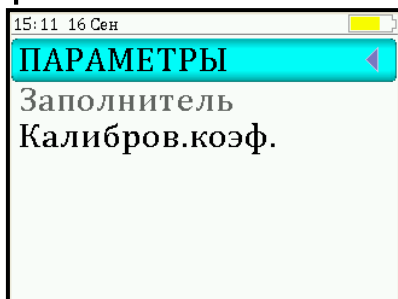 15:11 16 Сен
ПАРАМЕТРЫ
Заполнитель
Калибров.коэф.